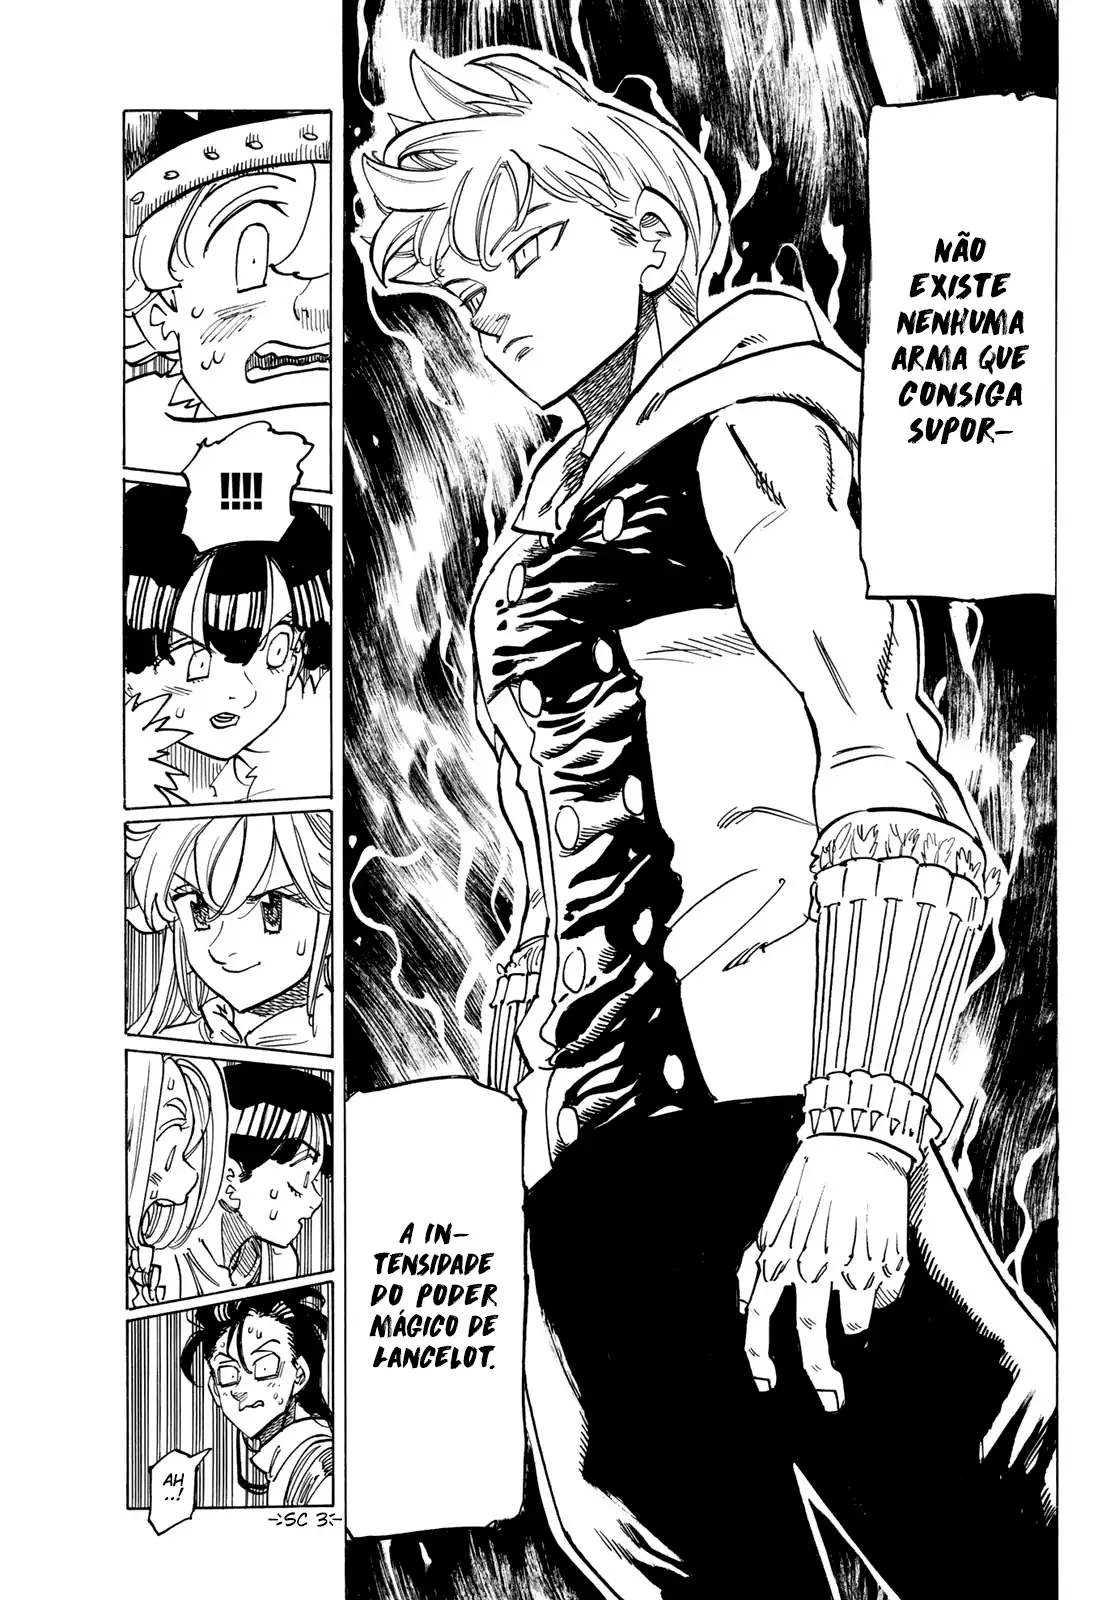 NÃO
EXISTE
NENHUMA
ARMA QUE
CONSIGA
SUPOR-
!!!!
A IN-
TENSIDADE
DO PODER
MÁGICO DE
LANCELOT.
AH
...!
SC 3